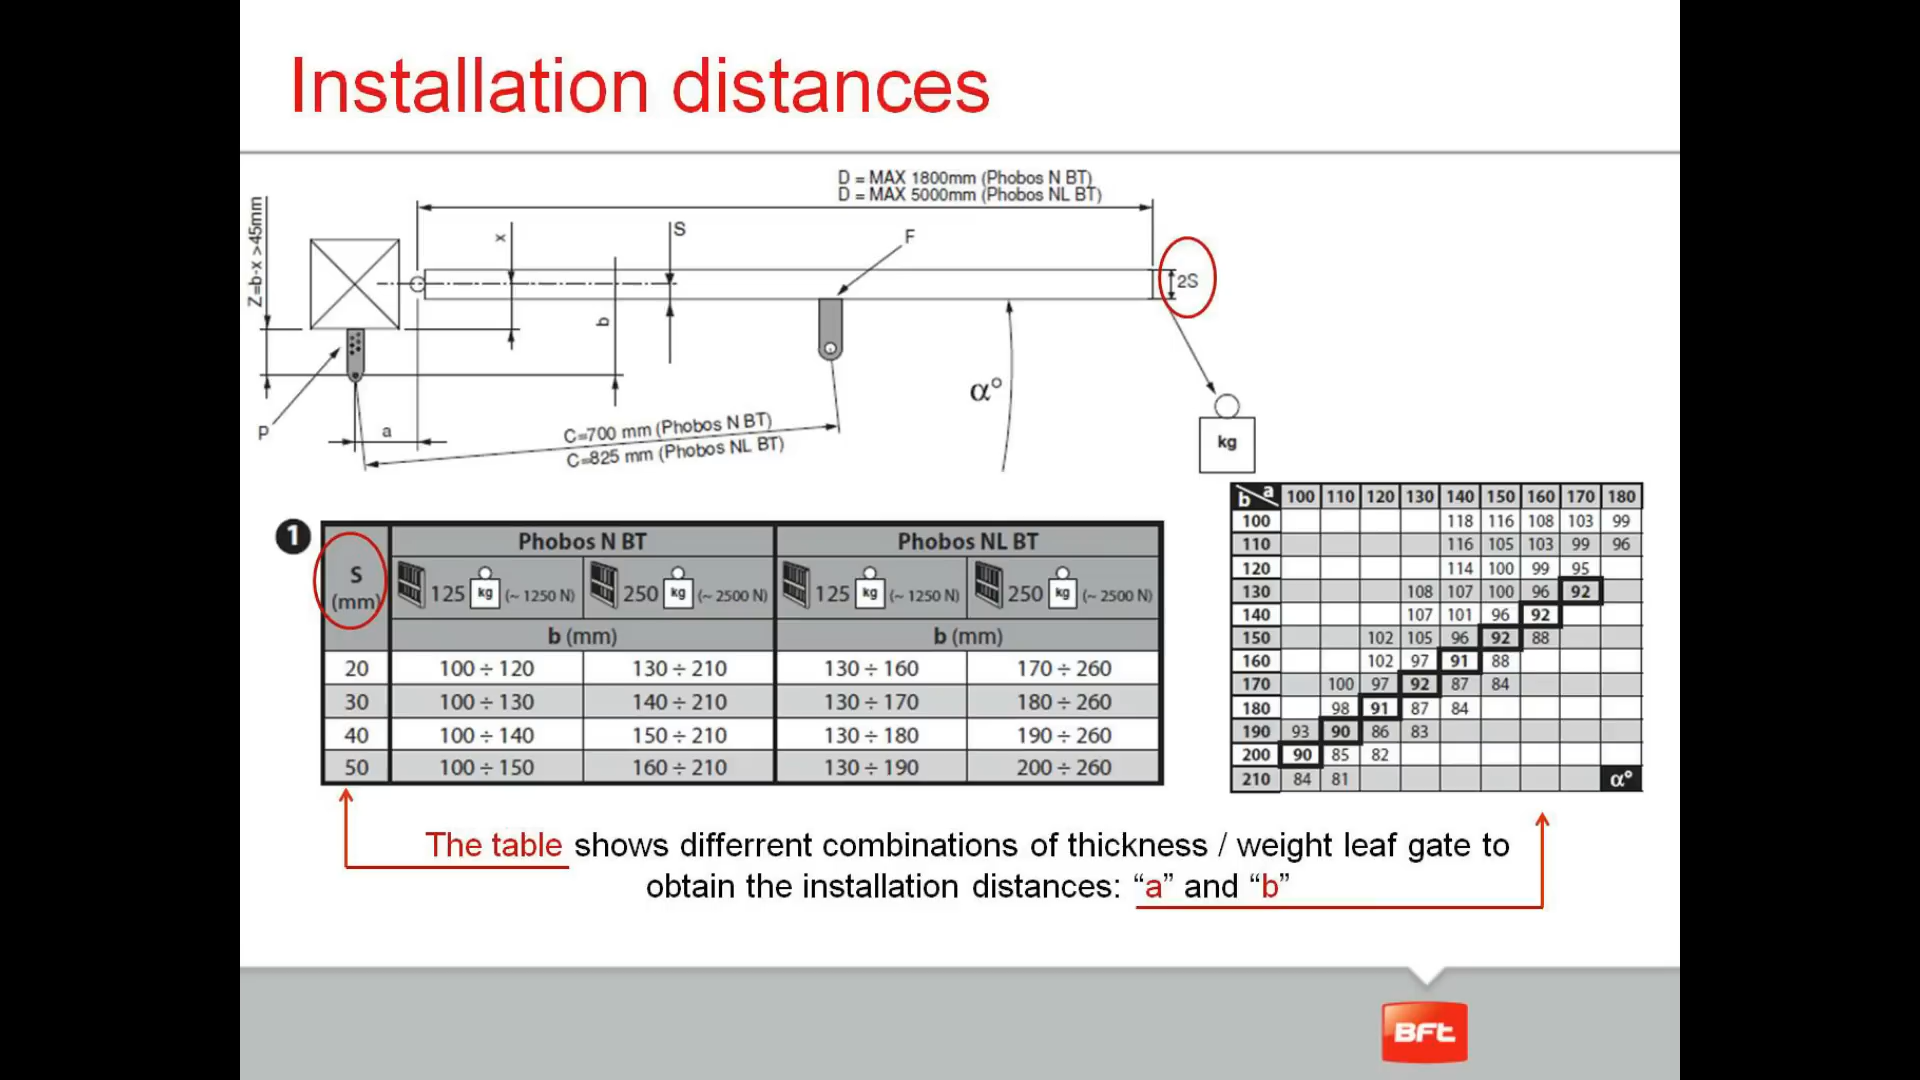 Installation distances
D = MAX 1800mm (Phobos N BT)
D = MAX 5000mm (Phobos NL BT)
Z=b-x >45mm
x
S
F
2S
b
α°
P
a
C=700 mm (Phobos N BT)
C=825 mm (Phobos NL BT)
kg
1
S
(mm)
Phobos N BT Phobos NL BT
125 kg (~ 1250 N) 250 kg (~ 2500 N) 125 kg (~ 1250 N) 250 kg (~ 2500 N)
b (mm) b (mm)
20 100 ÷ 120 130 ÷ 210 130 ÷ 160 170 ÷ 260
30 100 ÷ 130 140 ÷ 210 130 ÷ 170 180 ÷ 260
40 100 ÷ 140 150 ÷ 210 130 ÷ 180 190 ÷ 260
50 100 ÷ 150 160 ÷ 210 130 ÷ 190 200 ÷ 260
b a 100 110 120 130 140 150 160 170 180
100 118 116 108 103 99
110 116 105 103 99 96
120 114 100 99 95
130 108 107 100 96 92
140 107 101 96 92
150 102 105 96 92 88
160 102 97 91 88
170 100 97 92 87 84
180 98 91 87 84
190 93 90 86 83
200 90 85 82
210 84 81 α°
The table shows differrent combinations of thickness / weight leaf gate to
obtain the installation distances: “a” and “b”
BFt